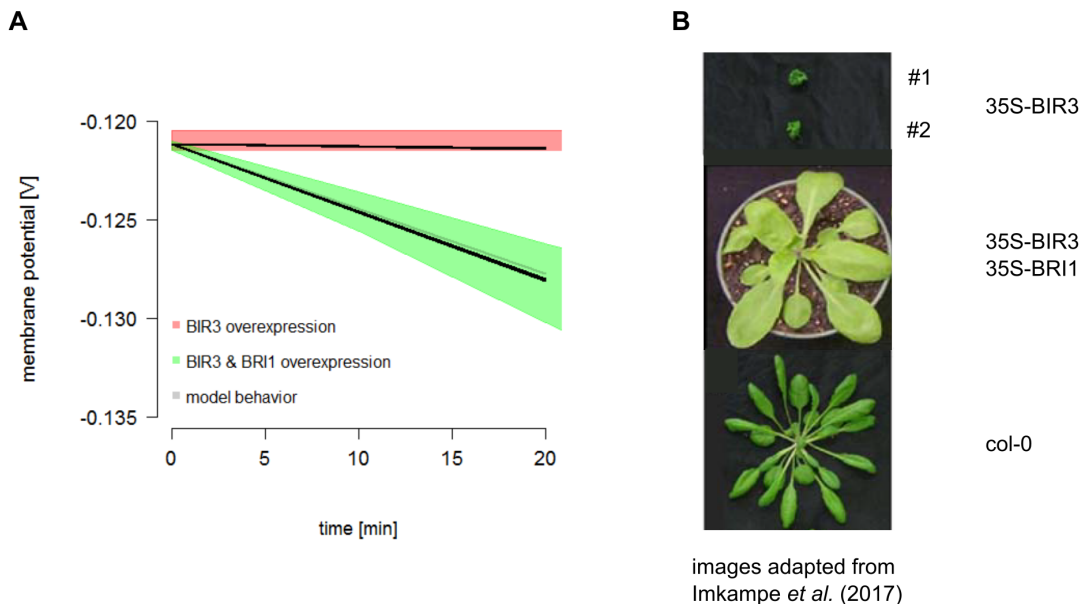 A
membrane potential [V]
-0.120
-0.125
-0.130
-0.135
BIR3 overexpression
BIR3 & BRI1 overexpression
model behavior
0
5
10
15
20
time [min]
B
#1
#2
35S-BIR3
35S-BIR3
35S-BRI1
col-0
images adapted from
Imkampe et al. (2017)